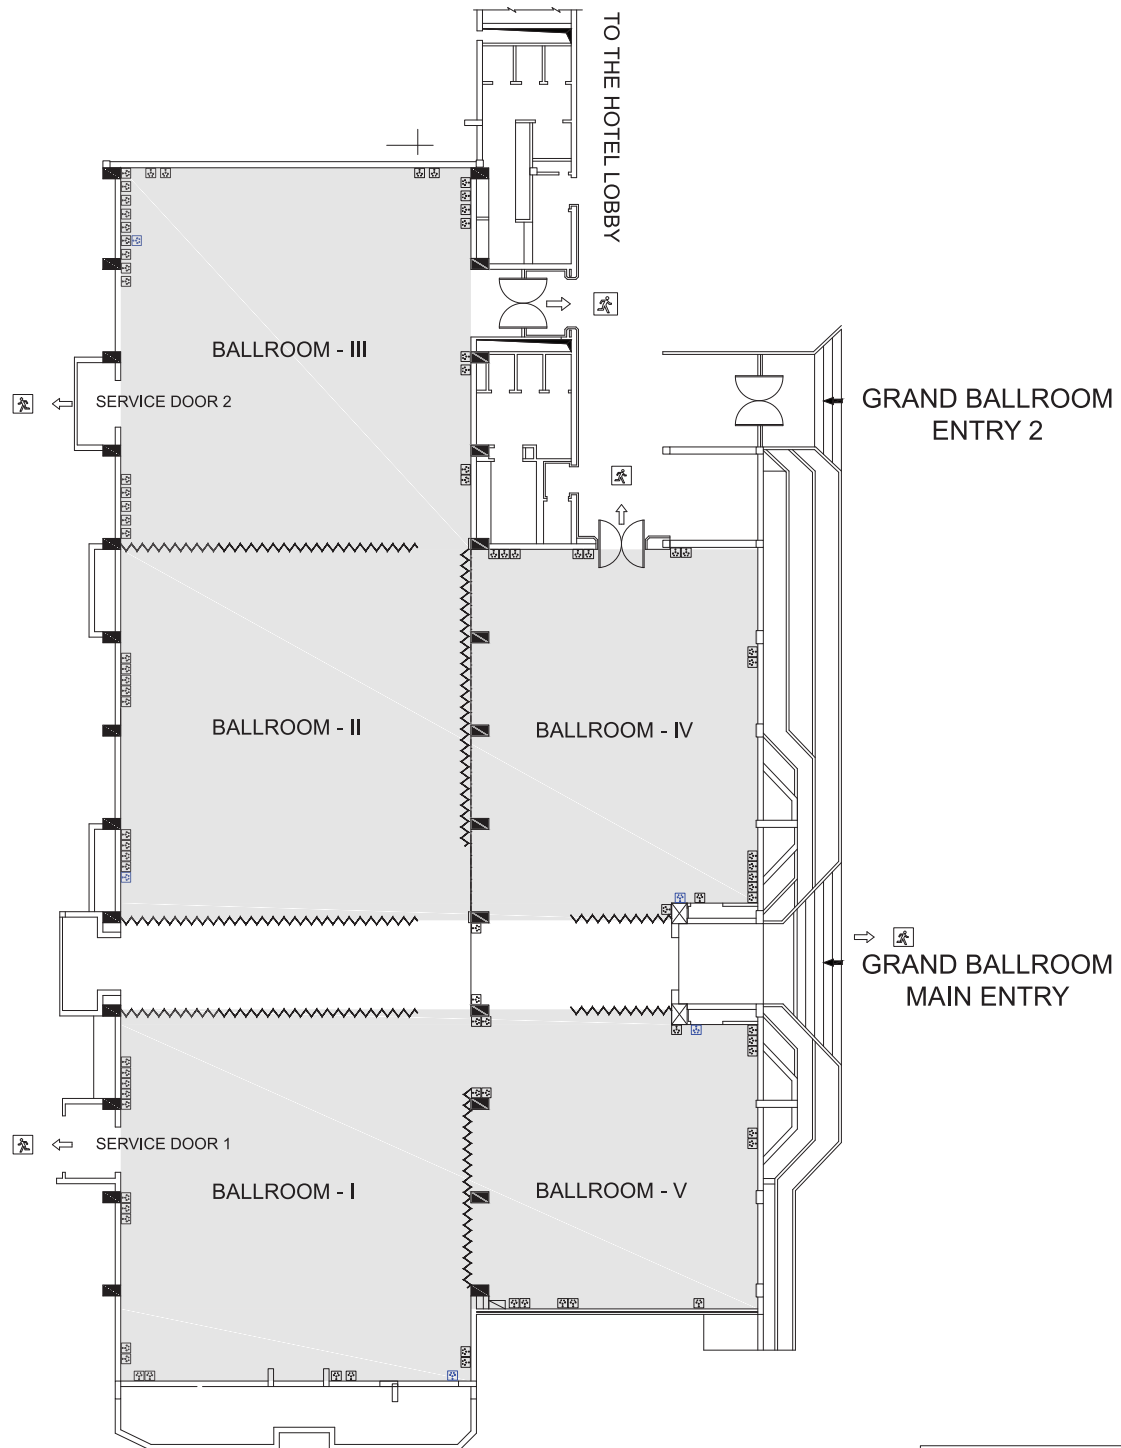 TO THE HOTEL LOBBY
BALLROOM - III
SERVICE DOOR 2
GRAND BALLROOM
ENTRY 2
BALLROOM - II
BALLROOM - IV
GRAND BALLROOM
MAIN ENTRY
SERVICE DOOR 1
BALLROOM - I
BALLROOM - V